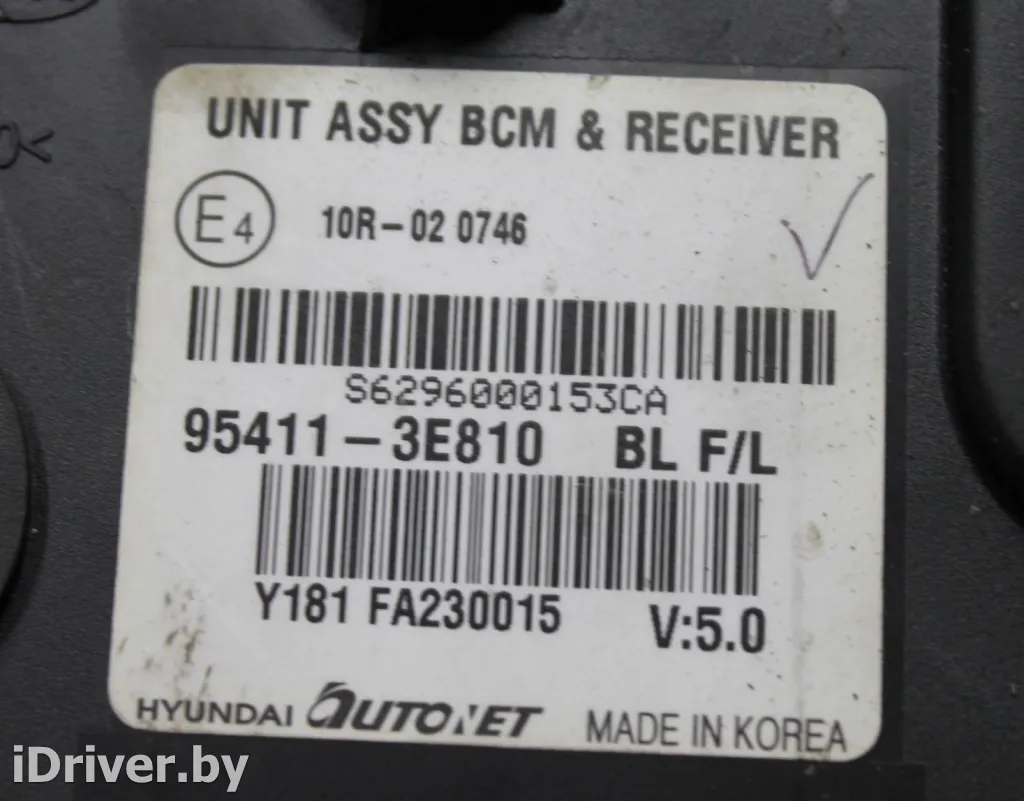 UNIT ASSY BCM & RECEIVER
E4 10R-02 0746
S6296000153CA
95411-3E810 BL F/L
Y181 FA230015 V:5.0
HYUNDAI AUTONET MADE IN KOREA
iDriver.by